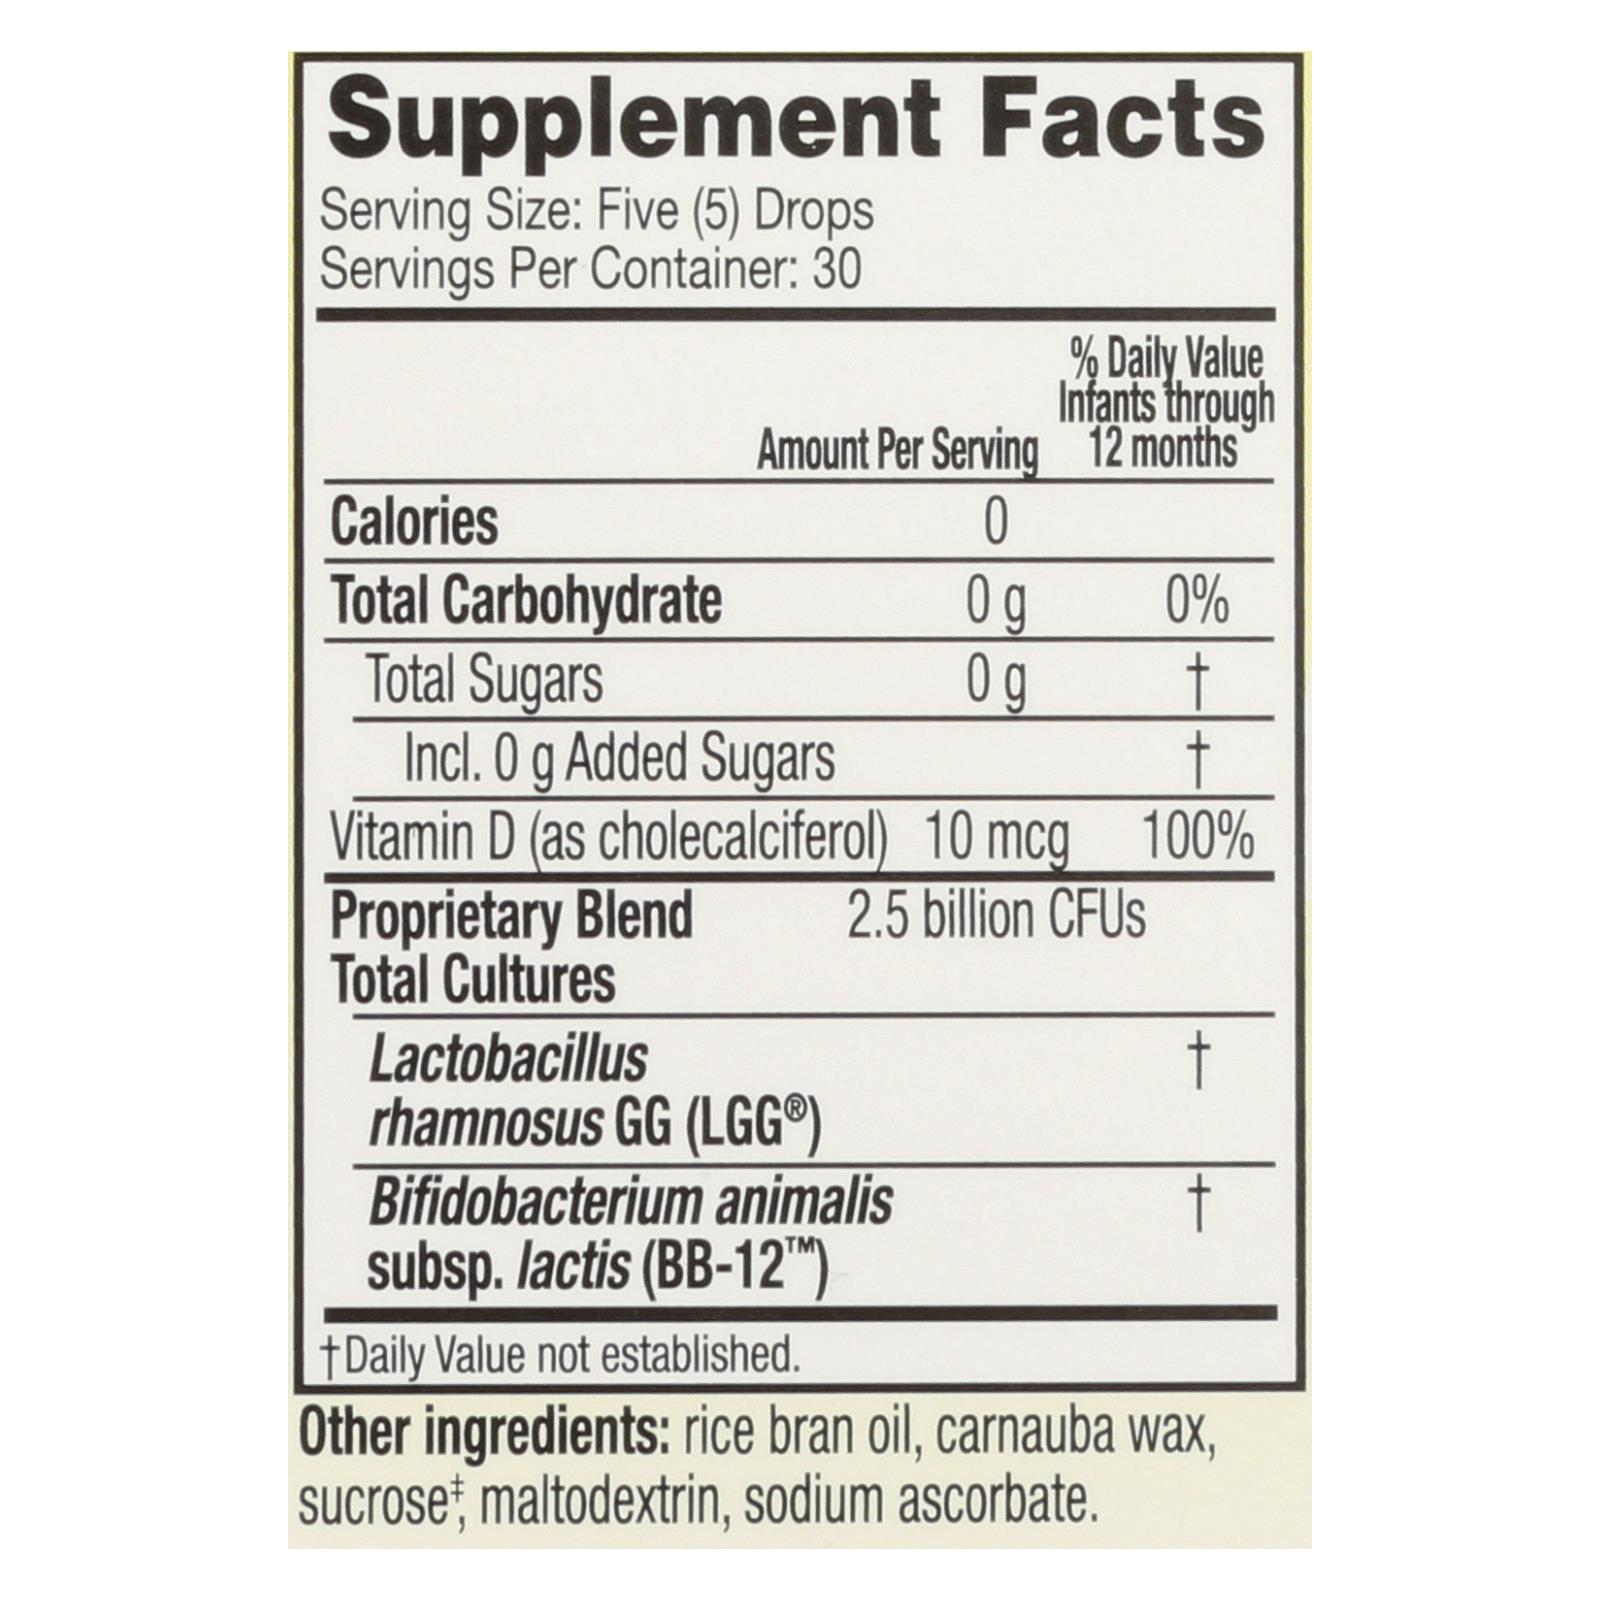 Supplement Facts
Serving Size: Five (5) Drops
Servings Per Container: 30
Amount Per Serving % Daily Value Infants through 12 months
Calories 0
Total Carbohydrate 0 g 0%
Total Sugars 0 g †
Incl. 0 g Added Sugars †
Vitamin D (as cholecalciferol) 10 mcg 100%
Proprietary Blend 2.5 billion CFUs
Total Cultures
Lactobacillus †
rhamnosus GG (LGG®)
Bifidobacterium animalis †
subsp. lactis (BB-12™)
†Daily Value not established.
Other ingredients: rice bran oil, carnauba wax,
sucrose‡, maltodextrin, sodium ascorbate.